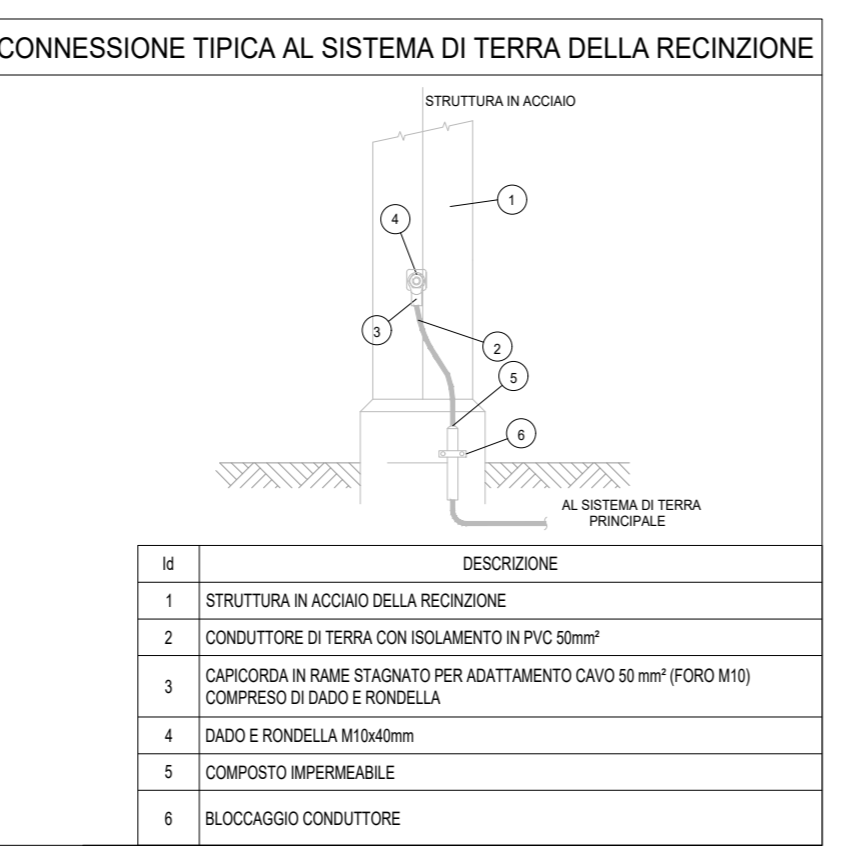 CONNESSIONE TIPICA AL SISTEMA DI TERRA DELLA RECINZIONE
STRUTTURA IN ACCIAIO
1
4
3
2
5
6
AL SISTEMA DI TERRA
PRINCIPALE
Id DESCRIZIONE
1 STRUTTURA IN ACCIAIO DELLA RECINZIONE
2 CONDUTTORE DI TERRA CON ISOLAMENTO IN PVC 50mm²
3 CAPICORDA IN RAME STAGNATO PER ADATTAMENTO CAVO 50 mm² (FORO M10)
COMPRESO DI DADO E RONDELLA
4 DADO E RONDELLA M10x40mm
5 COMPOSTO IMPERMEABILE
6 BLOCCAGGIO CONDUTTORE